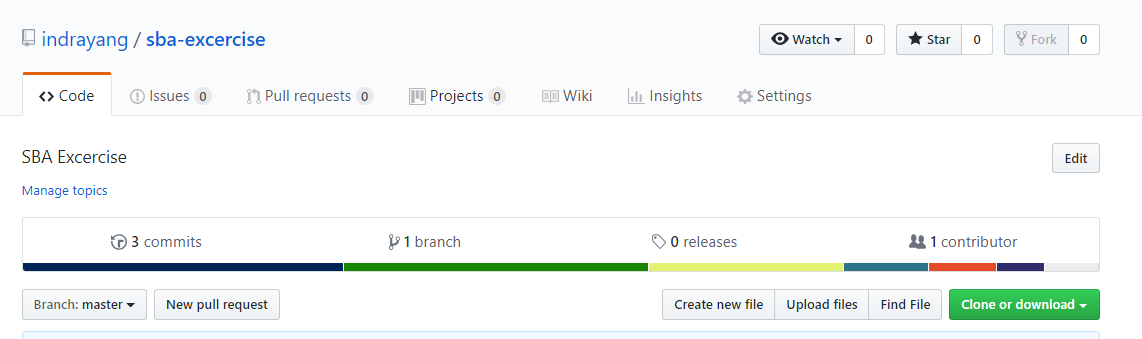 indrayang / sba-excercise
Watch 0 Star 0 Fork 0
Code Issues 0 Pull requests 0 Projects 0 Wiki Insights Settings
SBA Excercise Edit
Manage topics
3 commits 1 branch 0 releases 1 contributor
Branch: master New pull request Create new file Upload files Find File Clone or download